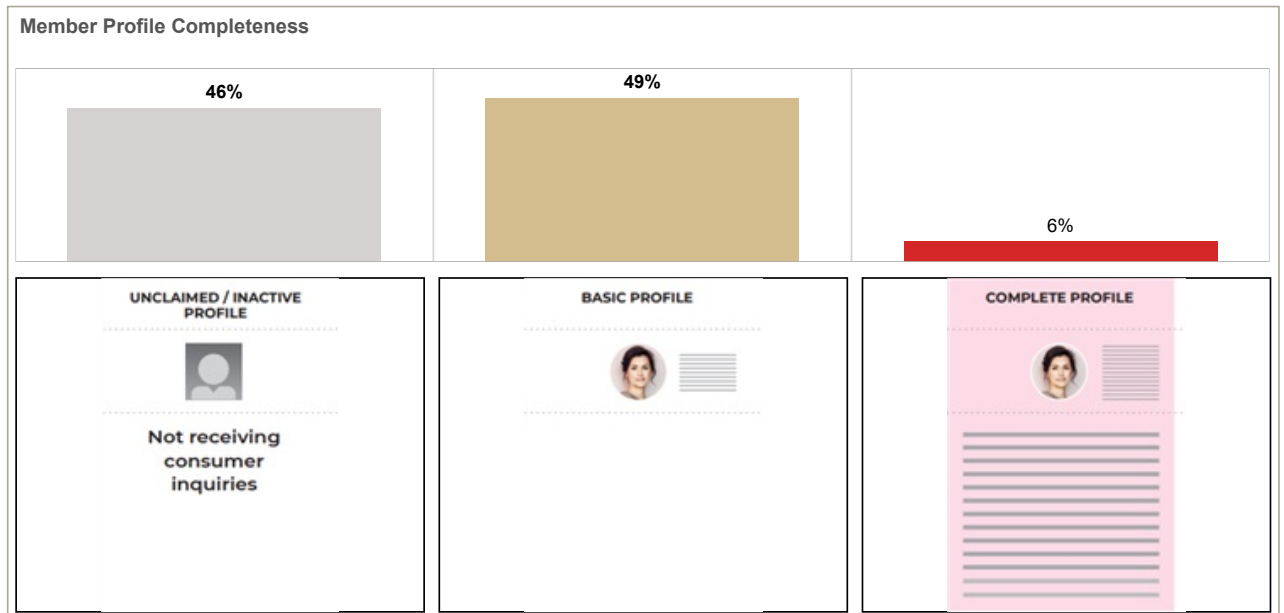 Member Profile Completeness
46%
49%
6%
UNCLAIMED / INACTIVE
PROFILE
Not receiving
consumer
inquiries
BASIC PROFILE
COMPLETE PROFILE